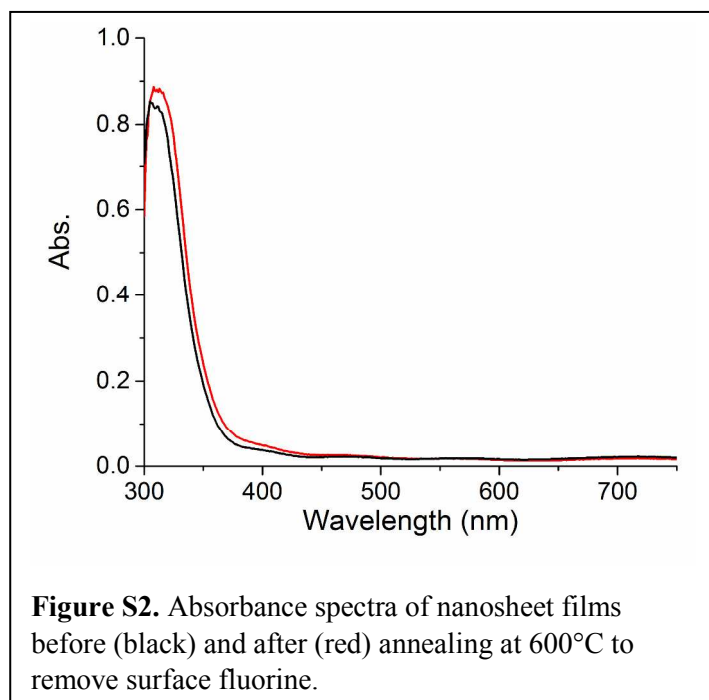 1.0
0.8
0.6
0.4
0.2
0.0
Abs.
300 400 500 600 700
Wavelength (nm)
Figure S2. Absorbance spectra of nanosheet films
before (black) and after (red) annealing at 600°C to
remove surface fluorine.